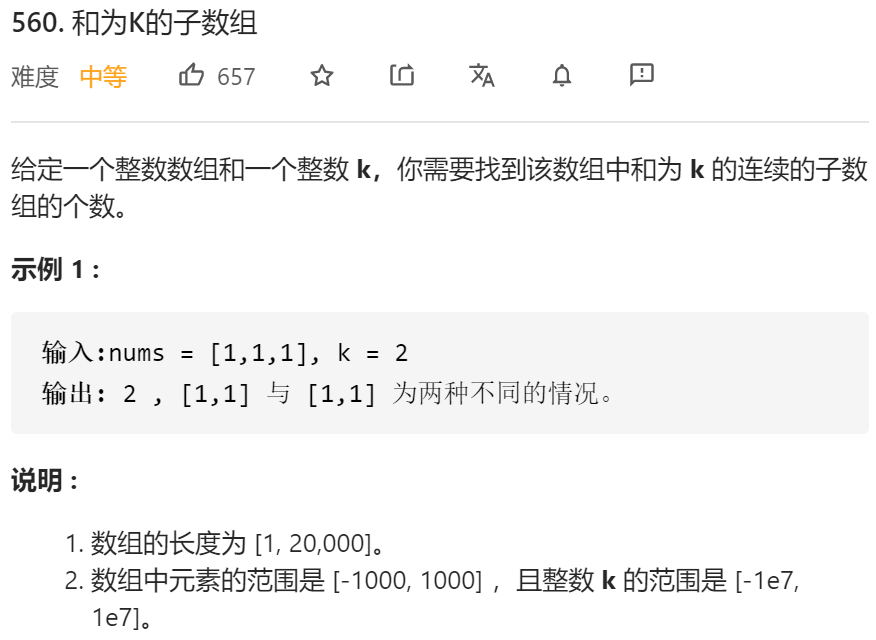 560. 和为K的子数组
难度 中等 657
给定一个整数数组和一个整数 k，你需要找到该数组中和为 k 的连续的子数
组的个数。
示例 1 :
输入:nums = [1,1,1], k = 2
输出: 2 , [1,1] 与 [1,1] 为两种不同的情况。
说明 :
1. 数组的长度为 [1, 20,000]。
2. 数组中元素的范围是 [-1000, 1000] ，且整数 k 的范围是 [-1e7,
1e7]。